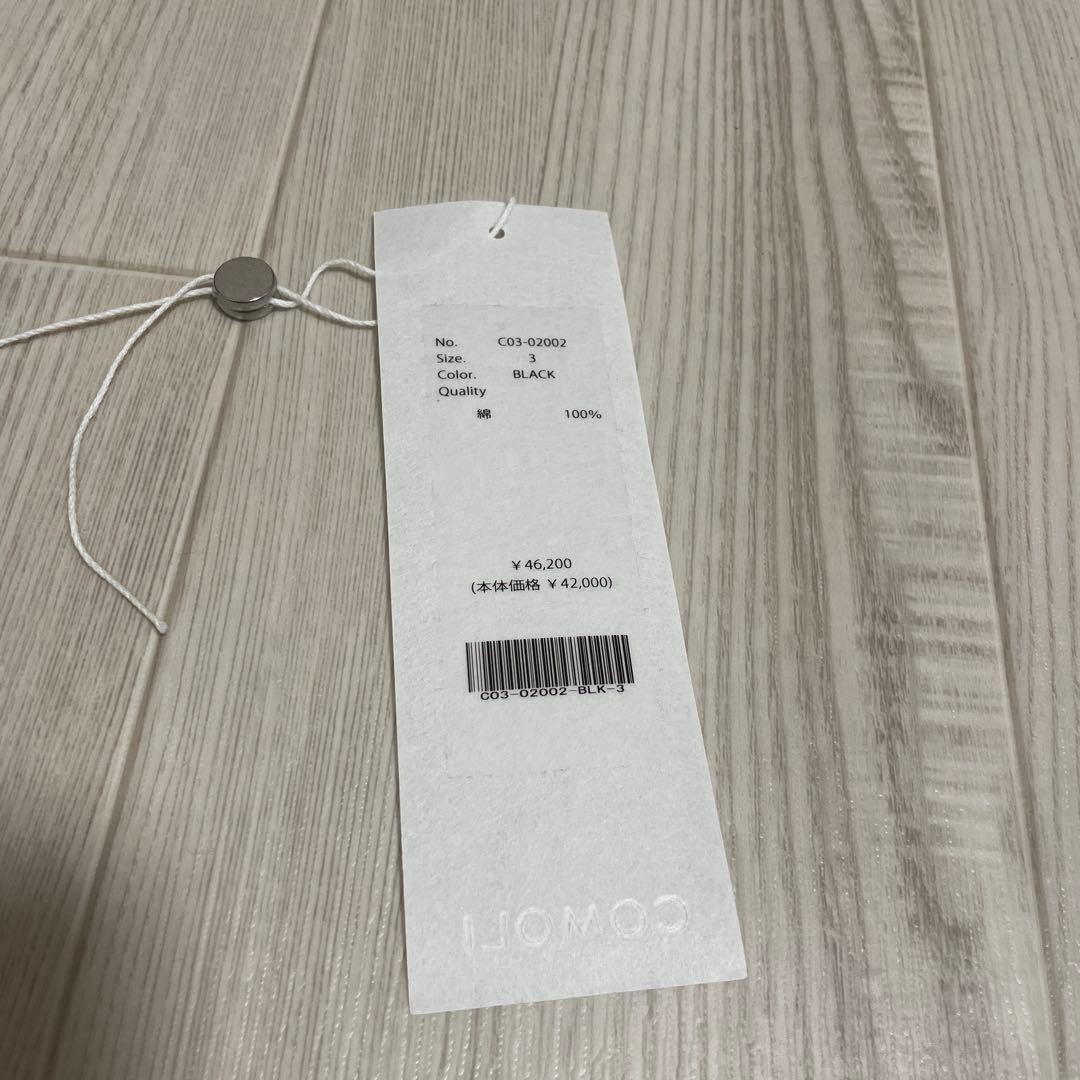 No. C03-02002
Size. 3
Color. BLACK
Quality
綿 100%
￥46,200
(本体価格 ￥42,000)
C03-02002-BLK-3
COMOLI